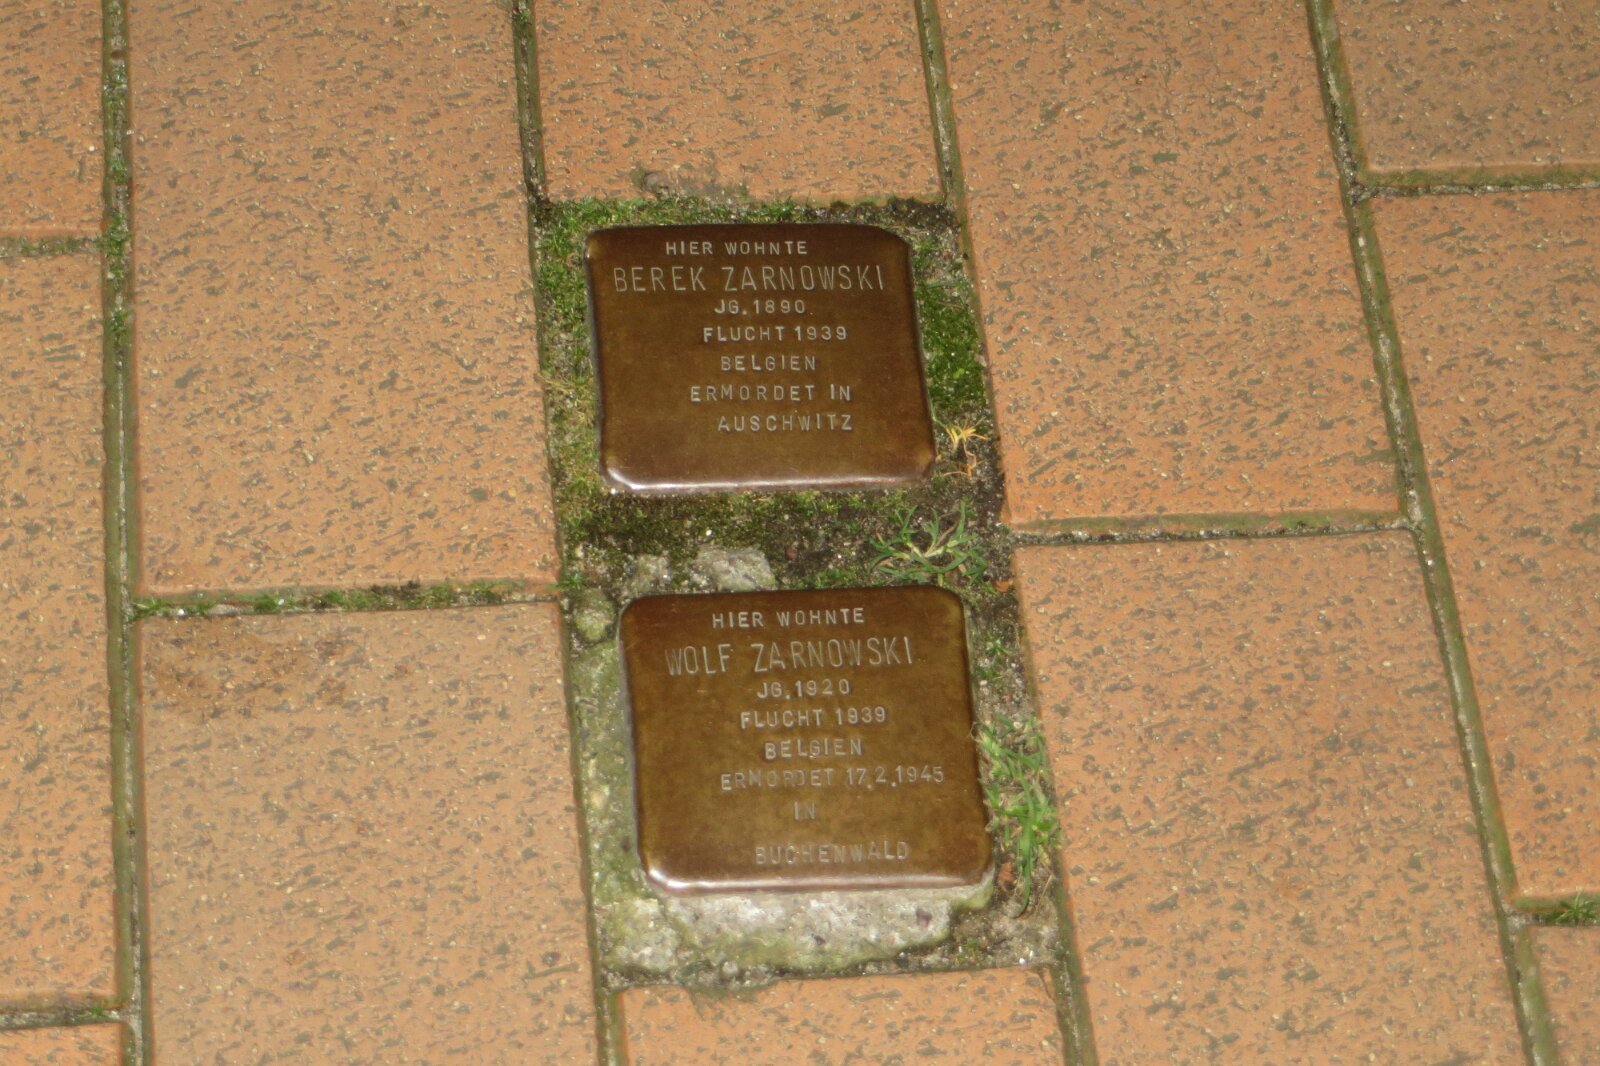 HIER WOHNTE
BEREK ZARNOWSKI
JG. 1890
FLUCHT 1939
BELGIEN
ERMORDET IN
AUSCHWITZ
HIER WOHNTE
WOLF ZARNOWSKI
JG. 1920
FLUCHT 1939
BELGIEN
ERMORDET 17.2.1945
IN
BUCHENWALD